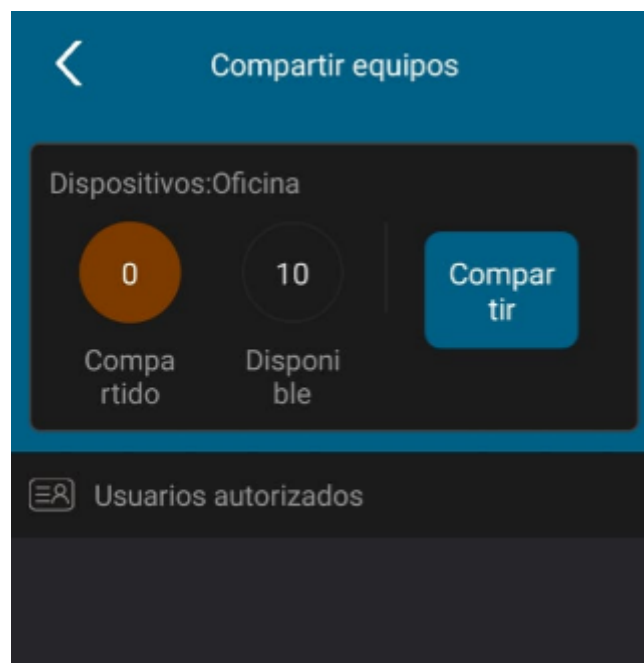 Compartir equipos
Dispositivos:Oficina
0
10
Compar
tir
Compa
rtido
Disponi
ble
Usuarios autorizados